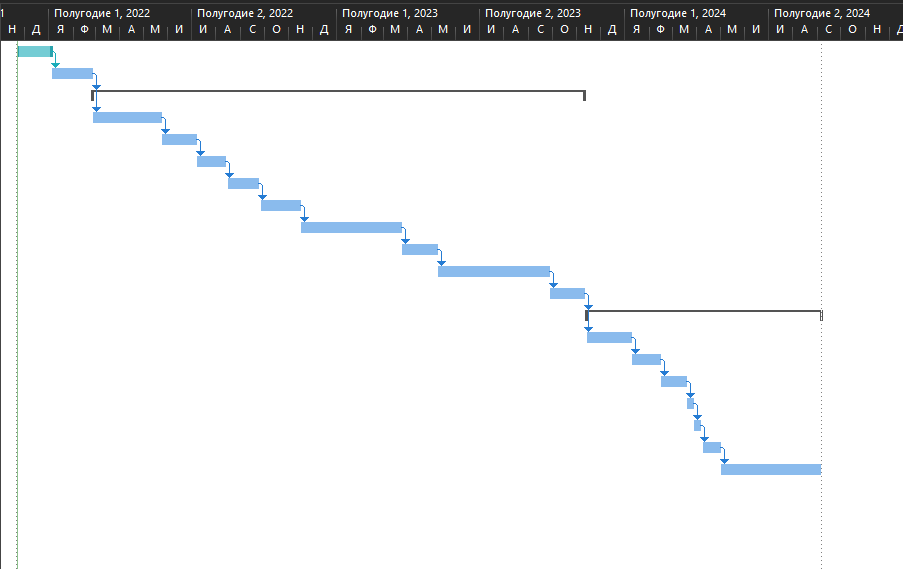 1 Полугодие 1, 2022 Полугодие 2, 2022 Полугодие 1, 2023 Полугодие 2, 2023 Полугодие 1, 2024 Полугодие 2, 2024
Н Д Я Ф М А М И И А С О Н Д Я Ф М А М И И А С О Н Д Я Ф М А М И И А С О Н Д